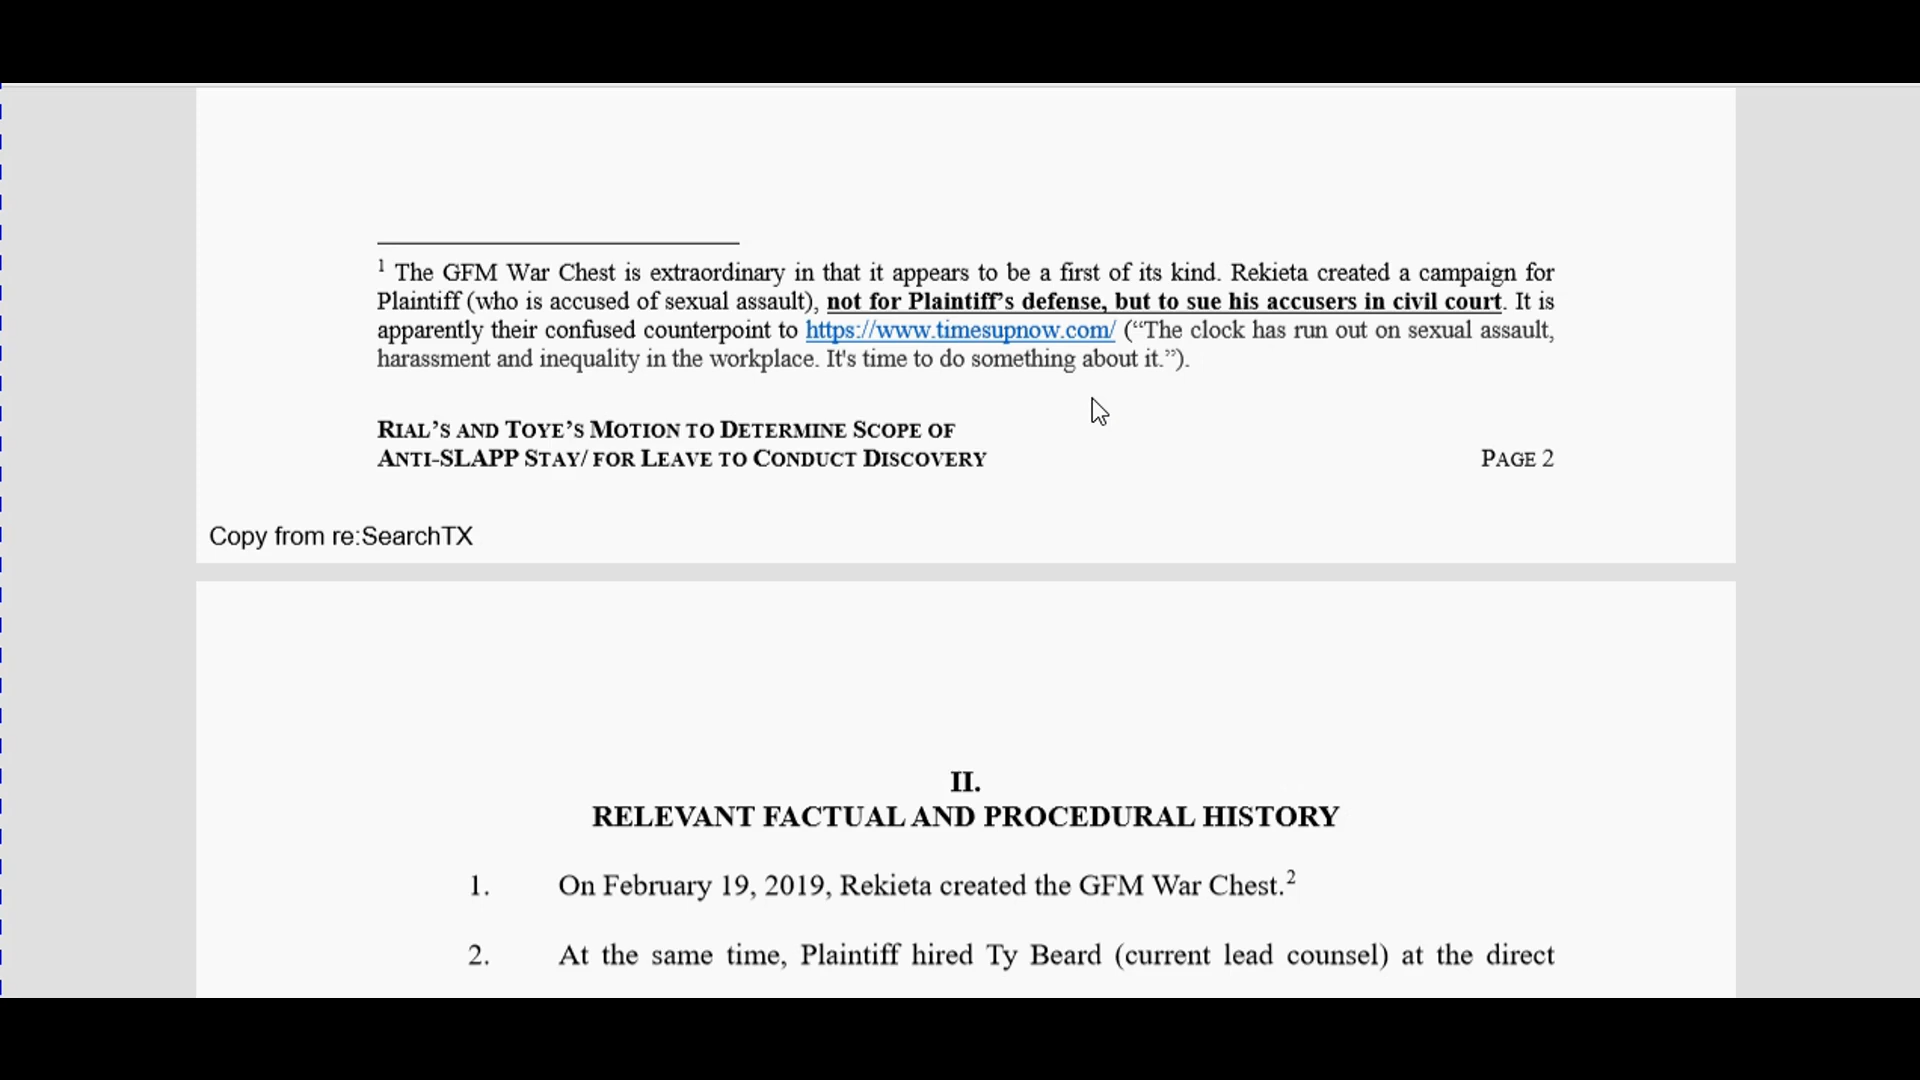 1 The GFM War Chest is extraordinary in that it appears to be a first of its kind. Rekieta created a campaign for
Plaintiff (who is accused of sexual assault), not for Plaintiff’s defense, but to sue his accusers in civil court. It is
apparently their confused counterpoint to https://www.timesupnow.com/ (“The clock has run out on sexual assault,
harassment and inequality in the workplace. It's time to do something about it.”).
RIAL’S AND TOYE’S MOTION TO DETERMINE SCOPE OF
ANTI-SLAPP STAY/ FOR LEAVE TO CONDUCT DISCOVERY PAGE 2
Copy from re:SearchTX
II.
RELEVANT FACTUAL AND PROCEDURAL HISTORY
1. On February 19, 2019, Rekieta created the GFM War Chest.2
2. At the same time, Plaintiff hired Ty Beard (current lead counsel) at the direct